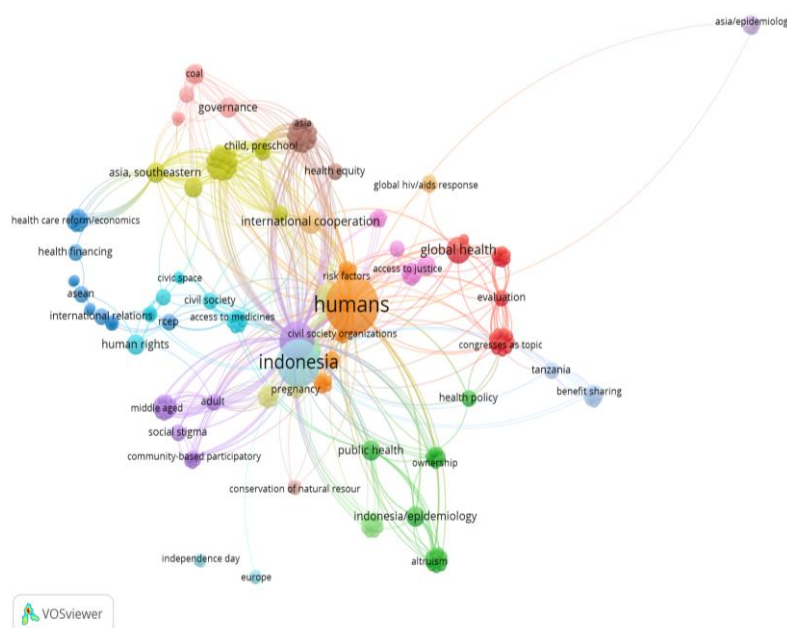 asia/epidemiolog
coal
governance
asia
child, preschool
asia, southeastern
health equity
global hiv/aids response
health care reform/economics
international cooperation
global health
health financing
access to justice
risk factors
civic space
asean
evaluation
civil society
humans
international relations
rcep
access to medicines
civil society organizations
human rights
congresses as topic
indonesia
tanzania
pregnancy
benefit sharing
health policy
middle aged
adult
social stigma
public health
community-based participatory
ownership
conservation of natural resour
indonesia/epidemiology
independence day
altruism
europe
VOSviewer